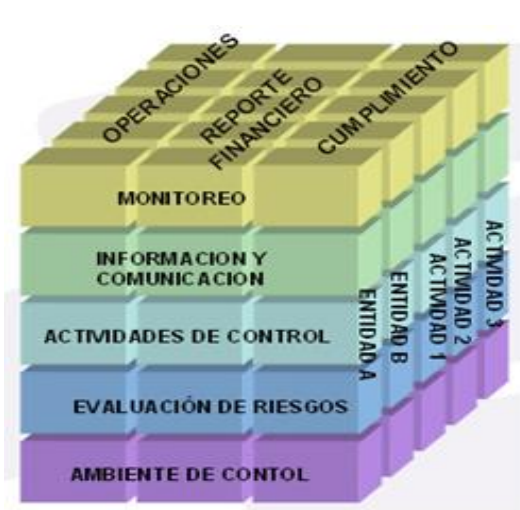 OPERACIONES
REPORTE
FINANCIERO
CUMPLIMIENTO
MONITOREO
INFORMACION Y
COMUNICACION
ACTIVIDADES DE CONTROL
EVALUACIÓN DE RIESGOS
AMBIENTE DE CONTOL
ENTIDAD A
ENTIDAD B
ACTIVIDAD 1
ACTIVIDAD 2
ACTIVIDAD 3